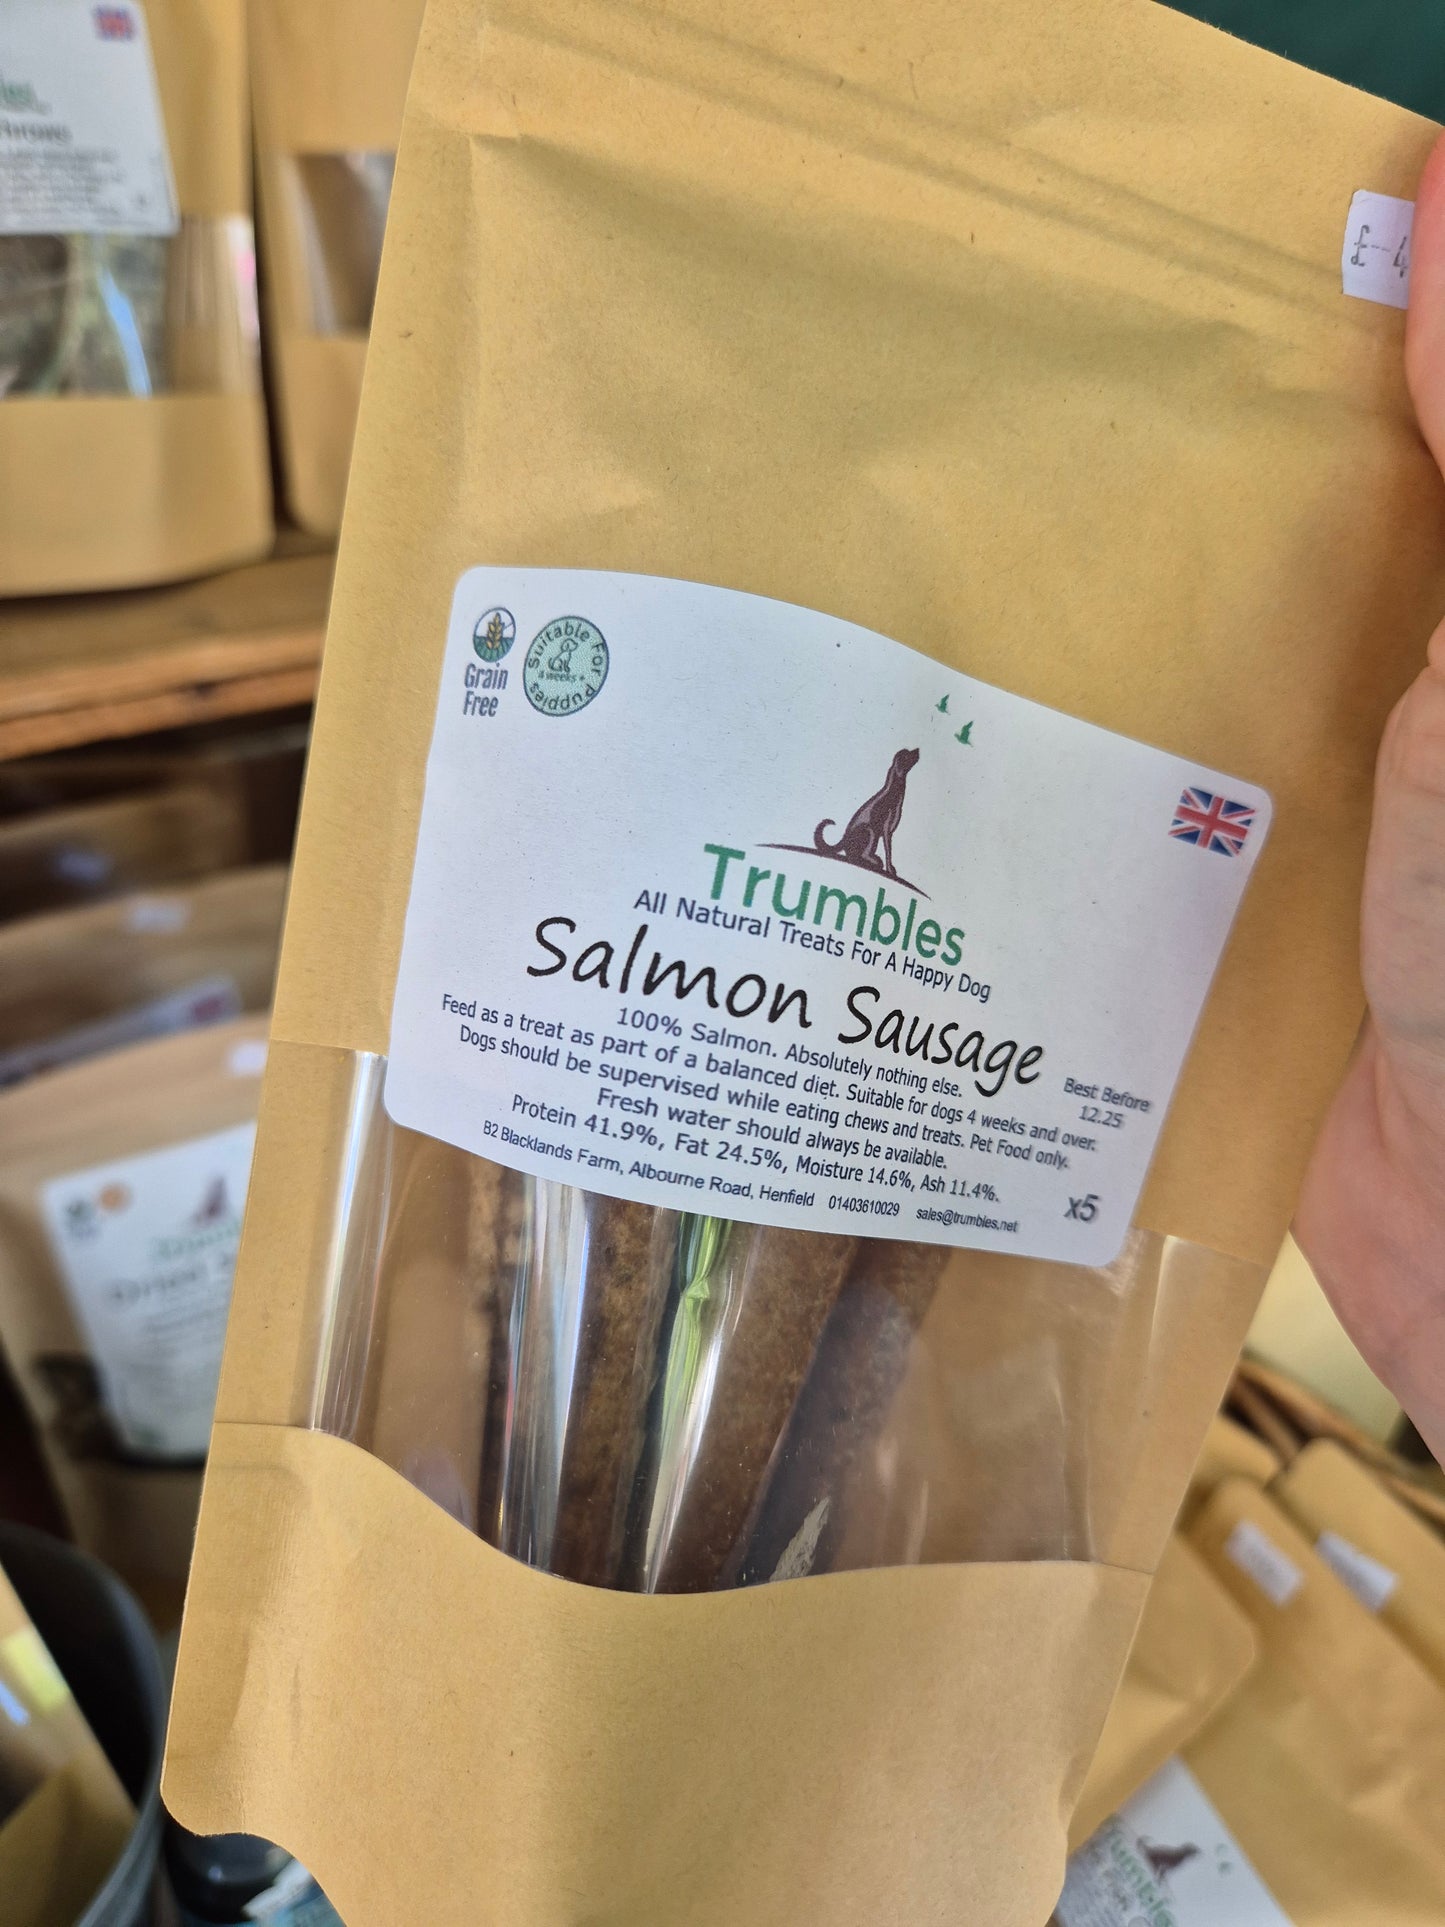 £--4
Grain
Free
Suitable For Puppies
Trumbles
All Natural Treats For A Happy Dog
Salmon Sausage
100% Salmon. Absolutely nothing else.
Feed as a treat as part of a balanced diet. Suitable for dogs 4 weeks and over.
Dogs should be supervised while eating chews and treats. Pet Food only.
Fresh water should always be available.
Protein 41.9%, Fat 24.5%, Moisture 14.6%, Ash 11.4%.
B2 Blacklands Farm, Albourne Road, Henfield 01403610029 sales@trumbles.net
Best Before
12.25
x5